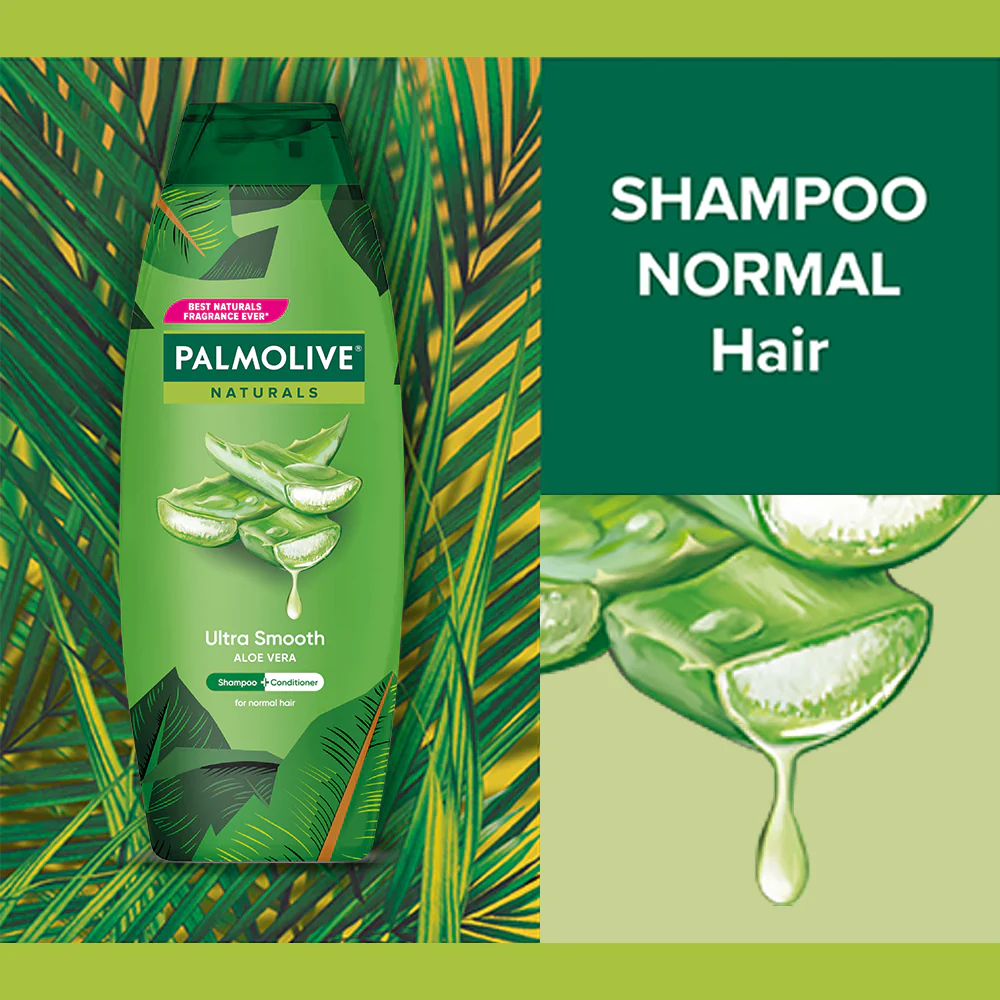 BEST NATURALS
FRAGRANCE EVER*
PALMOLIVE®
NATURALS
Ultra Smooth
ALOE VERA
Shampoo + Conditioner
for normal hair
SHAMPOO
NORMAL
Hair